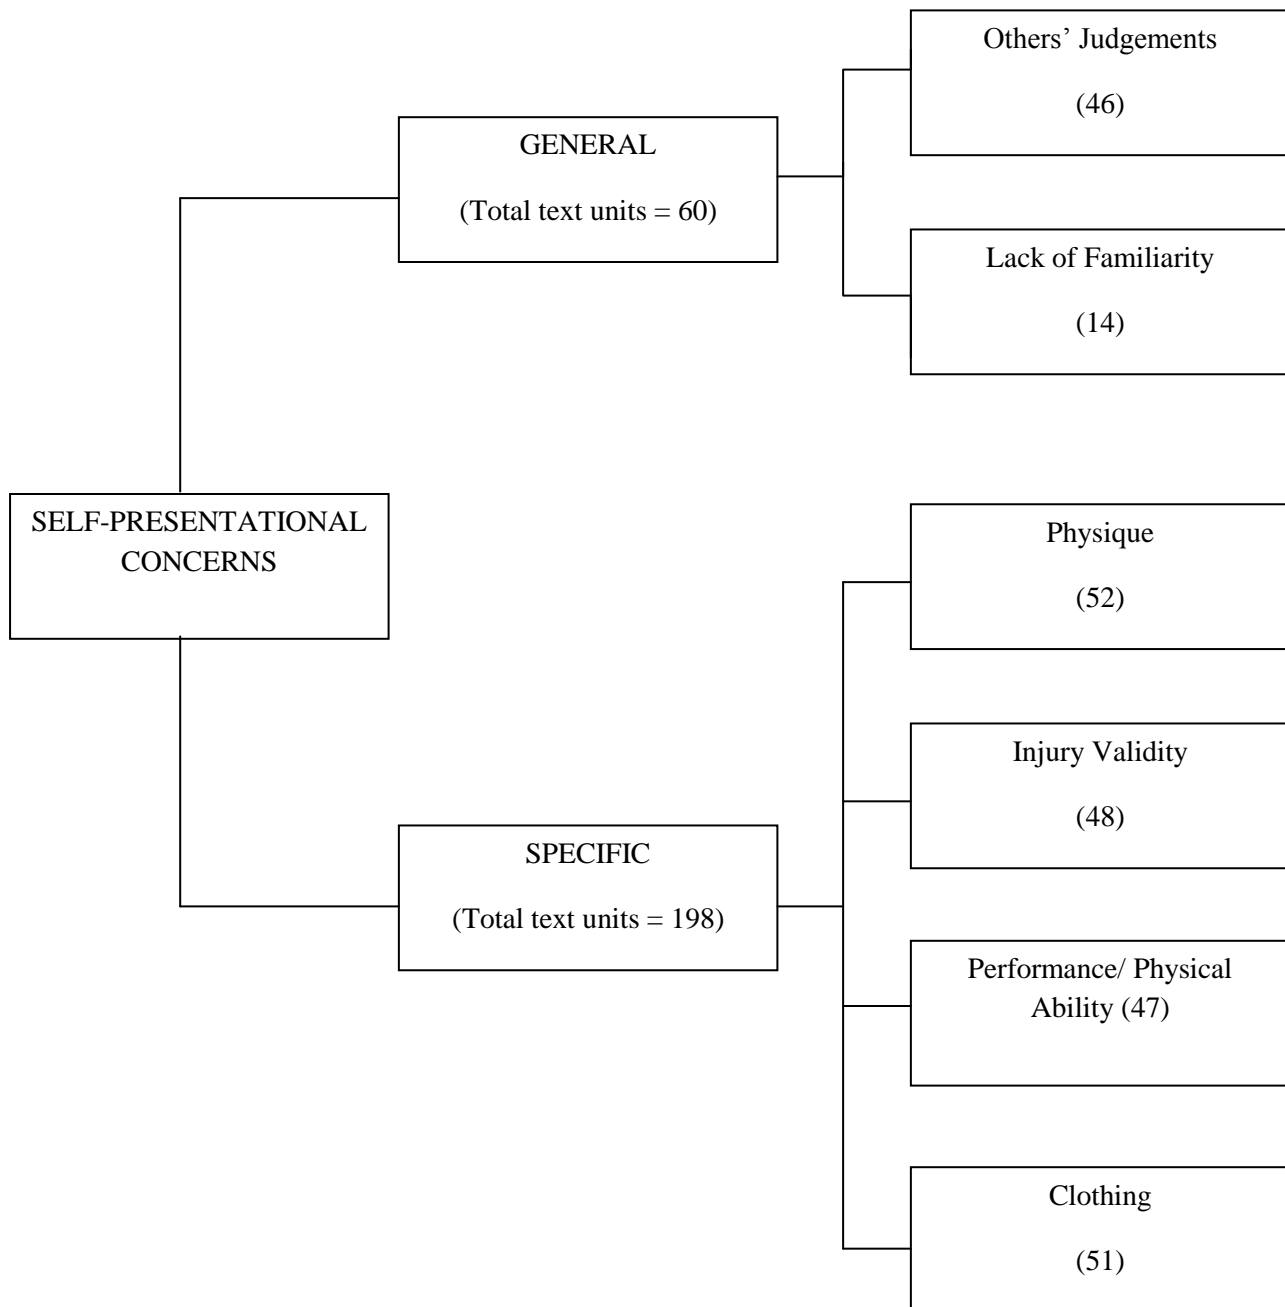 Others’ Judgements
(46)
GENERAL
(Total text units = 60)
Lack of Familiarity
(14)
SELF-PRESENTATIONAL
CONCERNS
Physique
(52)
Injury Validity
(48)
SPECIFIC
(Total text units = 198)
Performance/ Physical
Ability (47)
Clothing
(51)